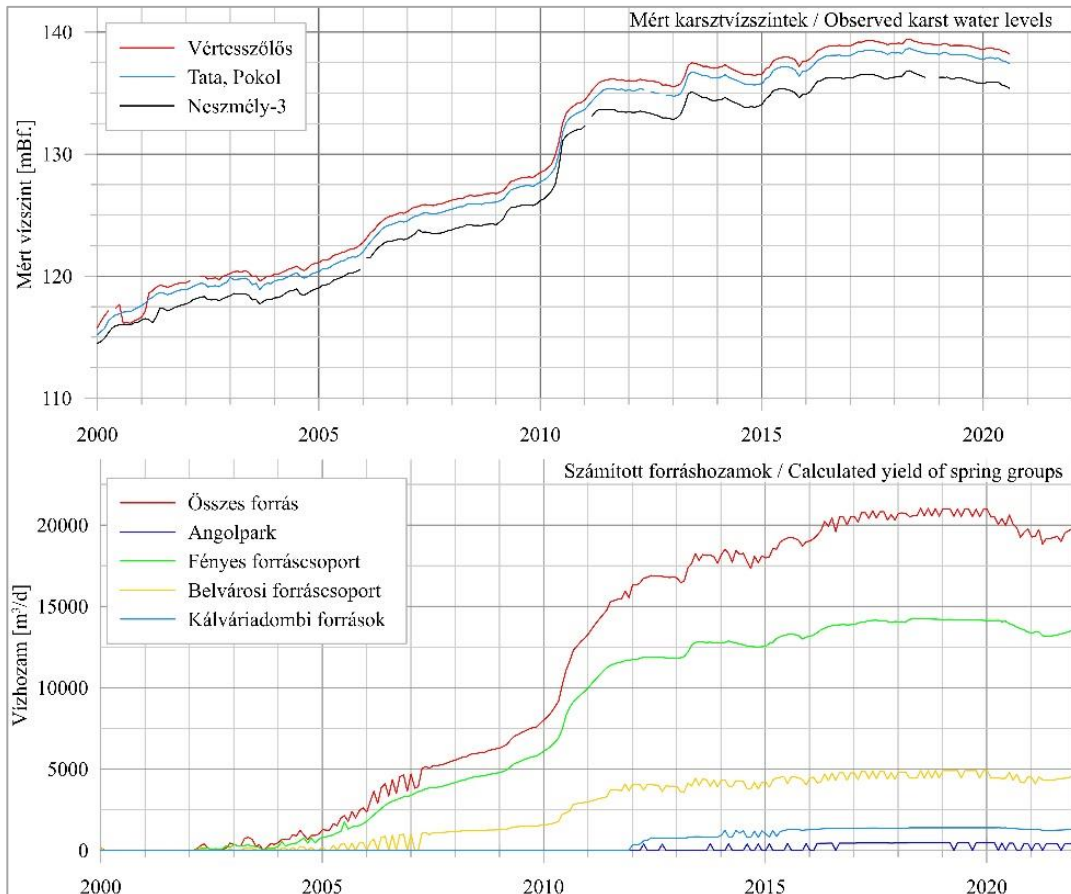 Mért karsztvízszintek / Observed karst water levels
140
Vértesszőlős
Tata, Pokol
Neszmély-3
130
120
110
Mért vízszint [mBf.]
2000
2005
2010
2015
2020
Számított forráshozamok / Calculated yield of spring groups
Összes forrás
Angolpark
Fényes forráscsoport
Belvárosi forráscsoport
Kálváriadombi források
20000
15000
10000
5000
0
Vízhozam [m³/d]
2000
2005
2010
2015
2020